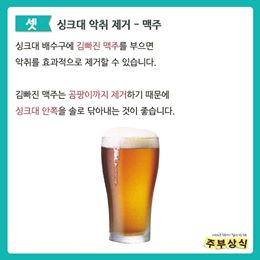 셋 싱크대 악취 제거 - 맥주
싱크대 배수구에 김빠진 맥주를 부으면
악취를 효과적으로 제거할 수 있습니다.
김빠진 맥주는 곰팡이까지 제거하기 때문에
싱크대 안쪽을 솔로 닦아내는 것이 좋습니다.
주부상식